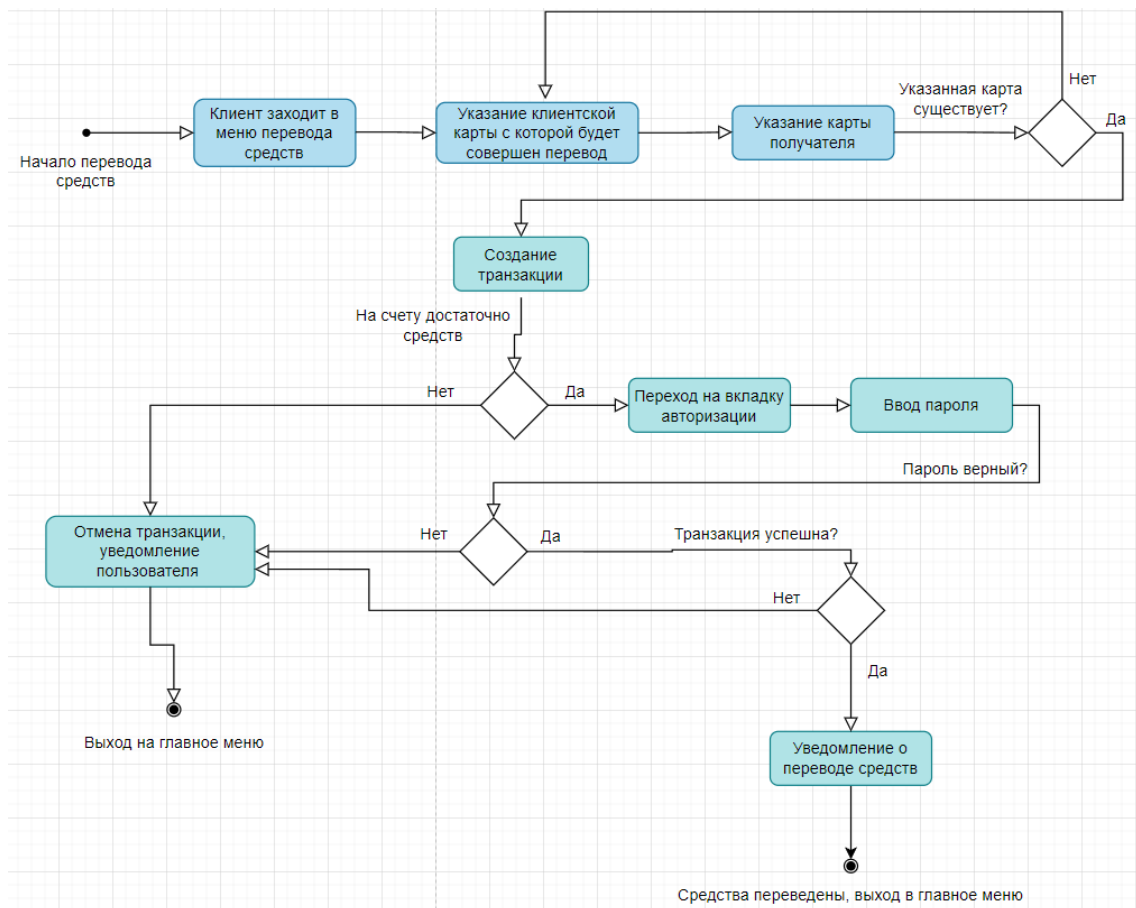 Нет
Указанная карта
существует?
Да
Клиент заходит в
меню перевода
средств
Указание клиентской
карты с которой будет
совершен перевод
Указание карты
получателя
Начало перевода
средств
Создание
транзакции
На счету достаточно
средств
Нет
Да
Переход на вкладку
авторизации
Ввод пароля
Пароль верный?
Отмена транзакции,
уведомление
пользователя
Нет
Да
Транзакция успешна?
Нет
Да
Выход на главное меню
Уведомление о
переводе средств
Средства переведены, выход в главное меню